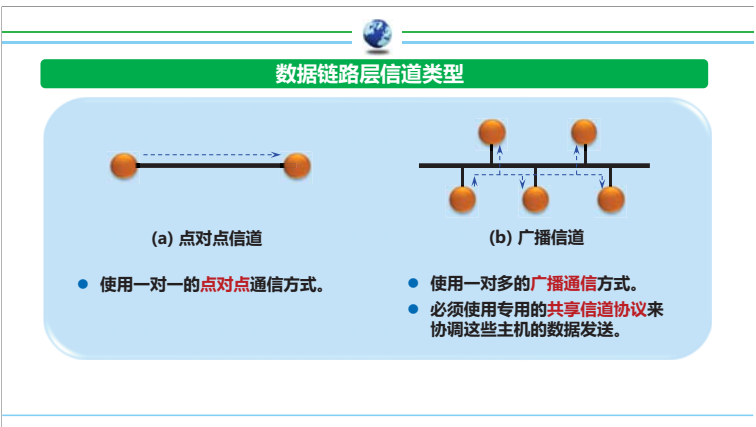 数据链路层信道类型
(a) 点对点信道
使用一对一的点对点通信方式。
(b) 广播信道
使用一对多的广播通信方式。
必须使用专用的共享信道协议来
协调这些主机的数据发送。